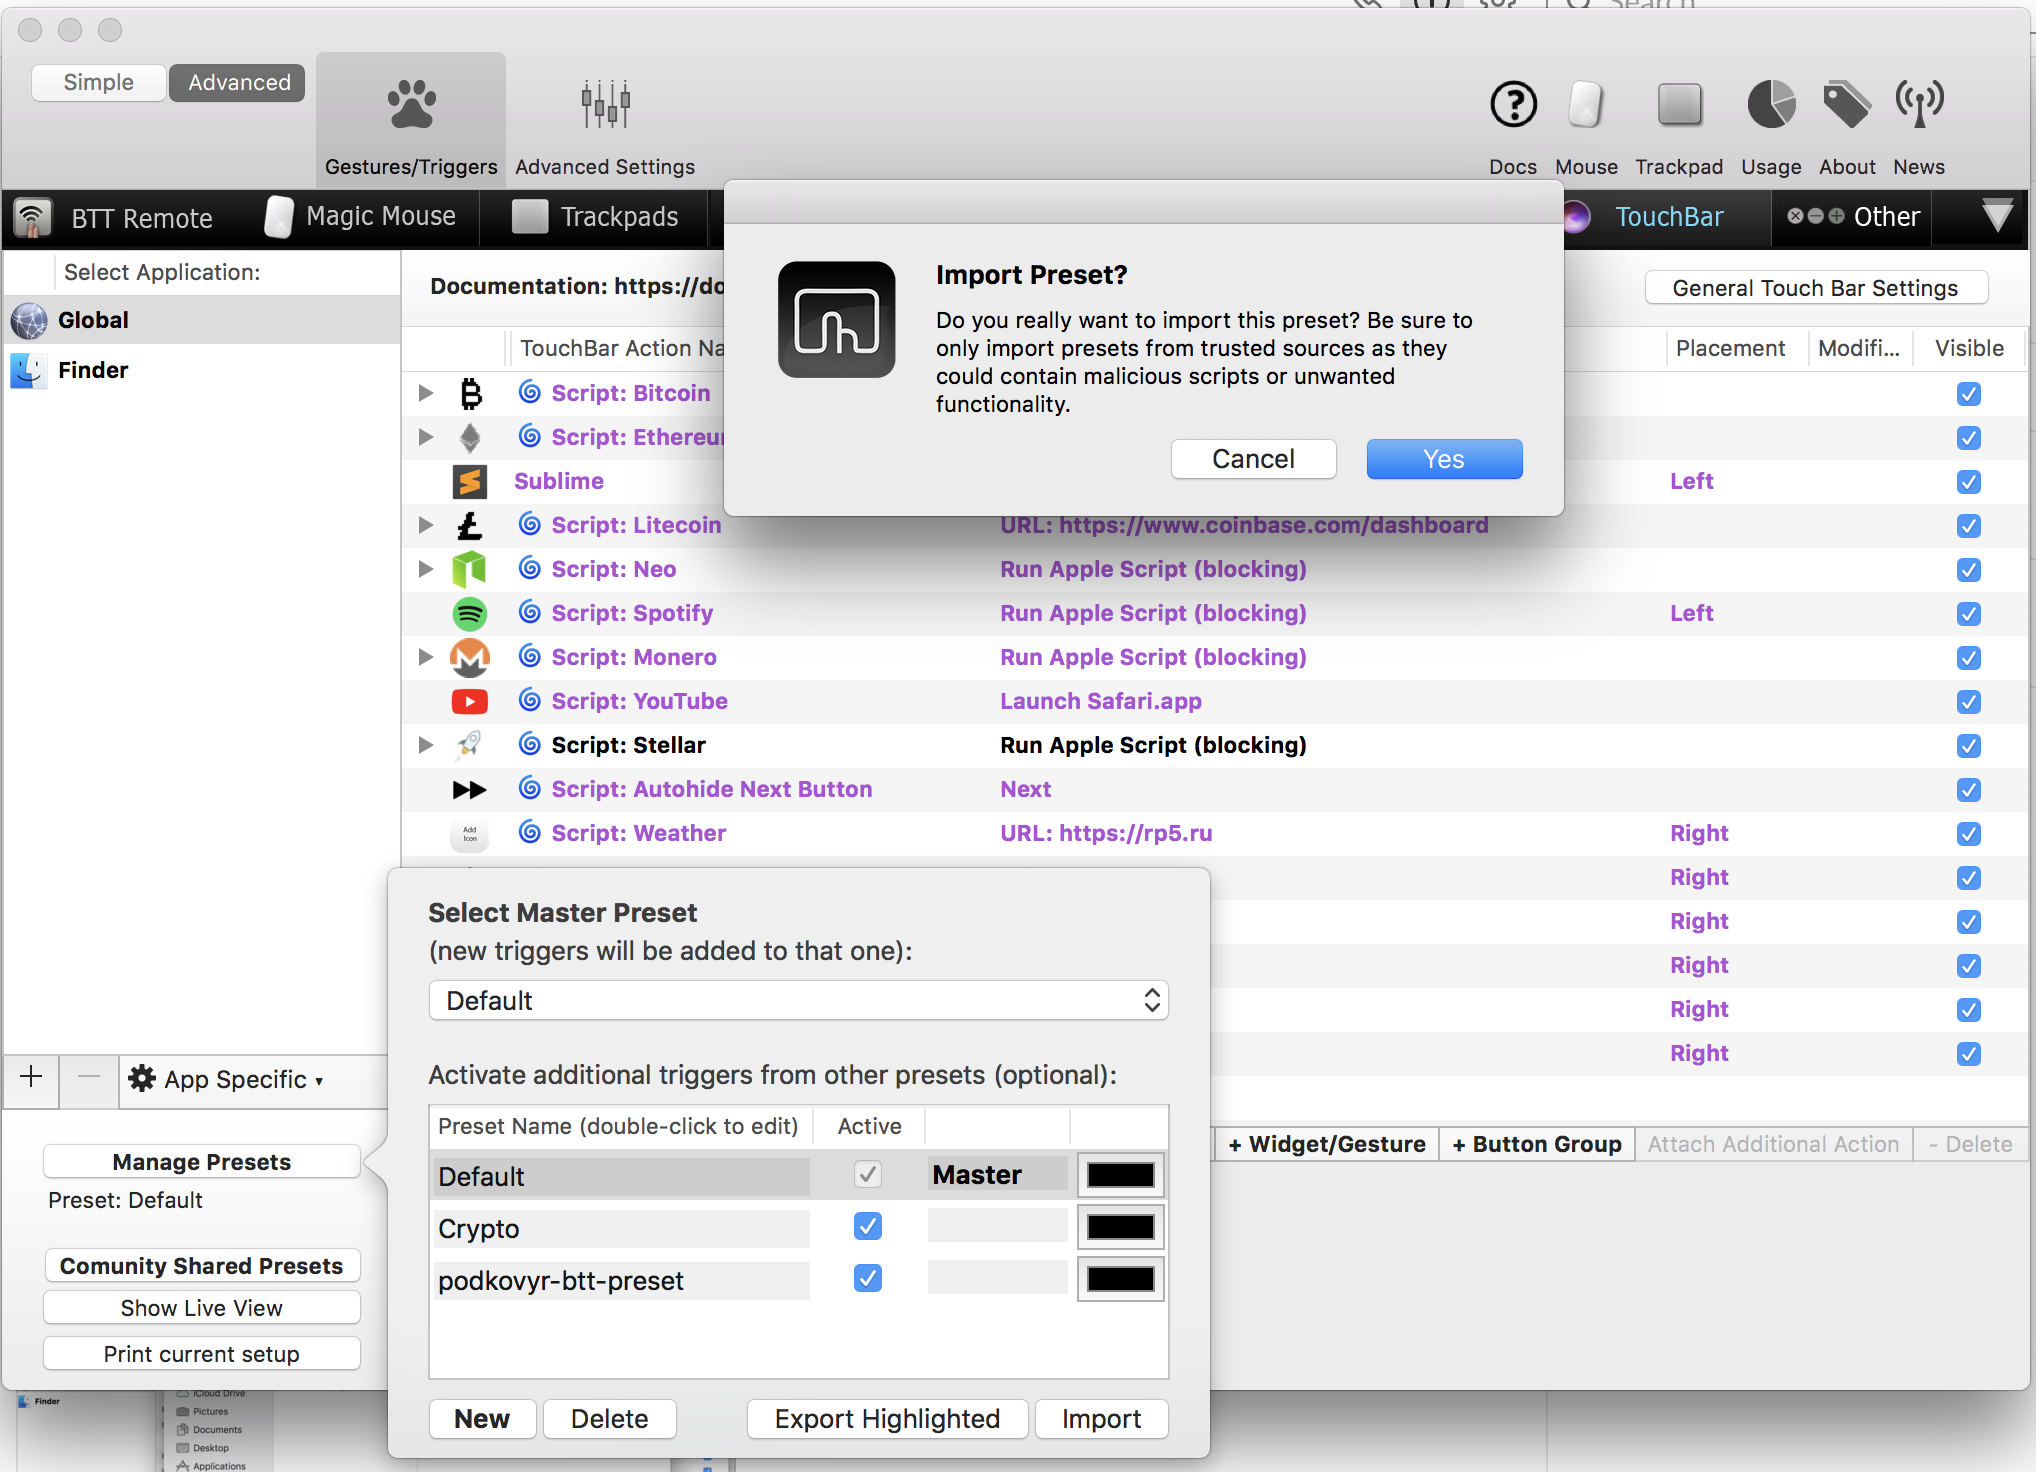 Simple
Advanced
Gestures/Triggers
Advanced Settings
Docs
Mouse
Trackpad
Usage
About
News
BTT Remote
Magic Mouse
Trackpads
TouchBar
Other
Select Application:
Global
Finder
Documentation: https://do
General Touch Bar Settings
TouchBar Action Na
Placement
Modifi...
Visible
Import Preset?
Do you really want to import this preset? Be sure to
only import presets from trusted sources as they
could contain malicious scripts or unwanted
functionality.
Cancel
Yes
Script: Bitcoin
Script: Ethereu
Sublime
Left
Script: Litecoin
URL: https://www.coinbase.com/dashboard
Script: Neo
Run Apple Script (blocking)
Script: Spotify
Run Apple Script (blocking)
Left
Script: Monero
Run Apple Script (blocking)
Script: YouTube
Launch Safari.app
Script: Stellar
Run Apple Script (blocking)
Script: Autohide Next Button
Next
Add
Icon
Script: Weather
URL: https://rp5.ru
Right
Right
Right
Right
Right
Right
Select Master Preset
(new triggers will be added to that one):
Default
Activate additional triggers from other presets (optional):
Preset Name (double-click to edit)
Active
Default
Master
Crypto
podkovyr-btt-preset
New
Delete
Export Highlighted
Import
+ Widget/Gesture
+ Button Group
Attach Additional Action
- Delete
App Specific
Manage Presets
Preset: Default
Comunity Shared Presets
Show Live View
Print current setup
Finder
iCloud Drive
Pictures
Documents
Desktop
Applications